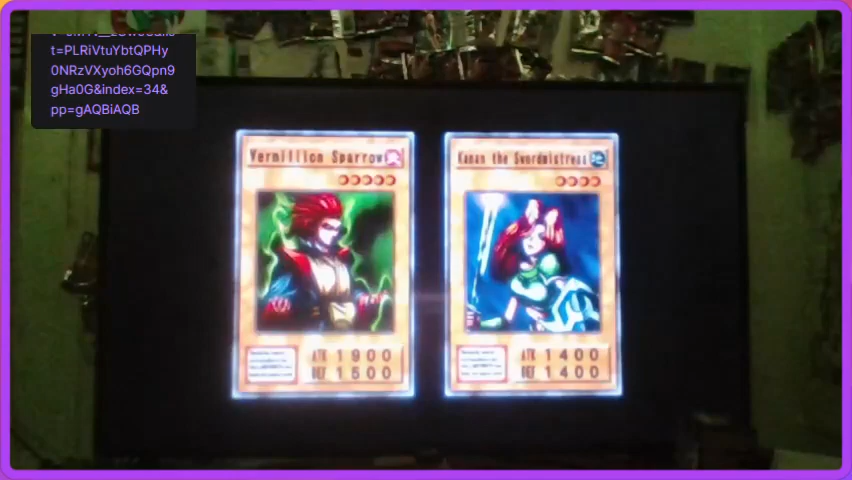 t=PLRiVtuYbtQPHy
0NRzVXyoh6GQpn9
gHa0G&index=34&
pp=gAQBiAQB
Vermillion Sparrow
ATK 1900
DEF 1500
Kanan the Swordmistress
ATK 1400
DEF 1400